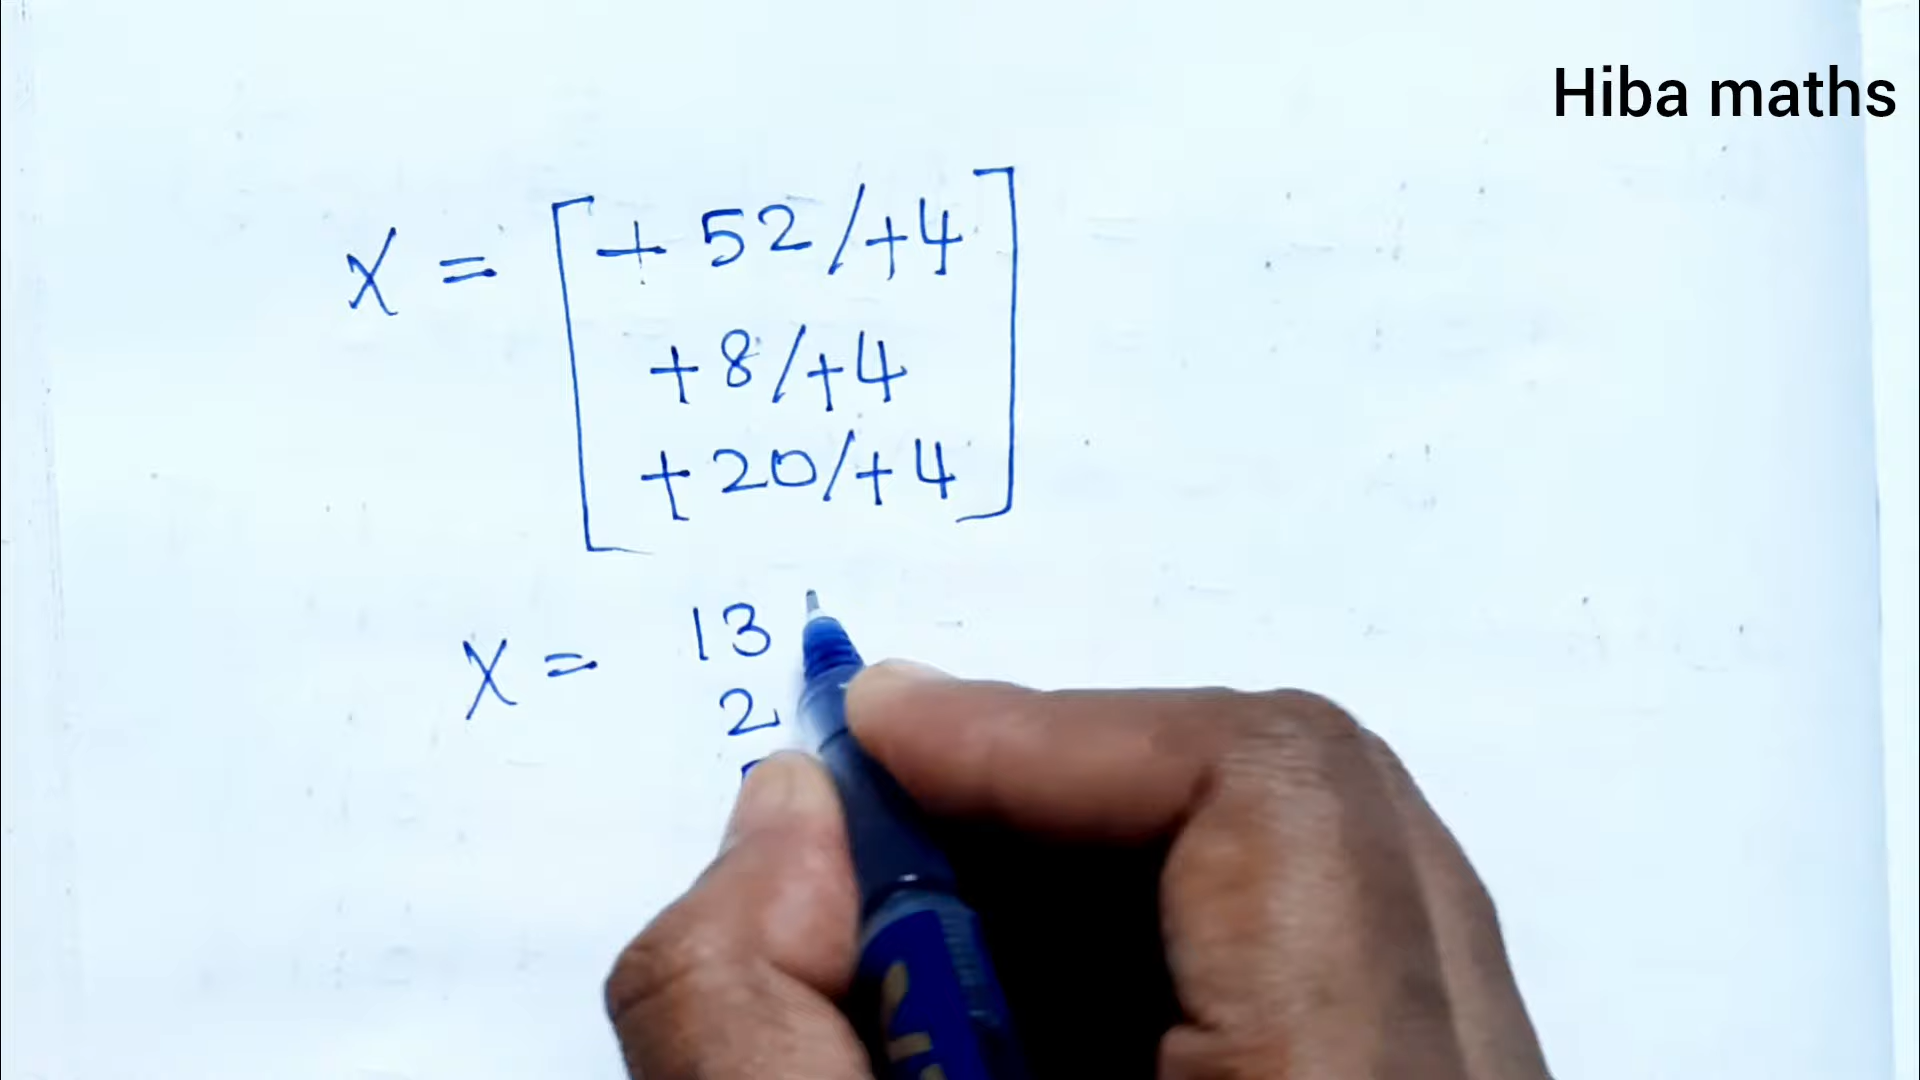 Hiba maths
X = [ + 52/+4
+8/+4
+20/+4 ]
X = 13
2